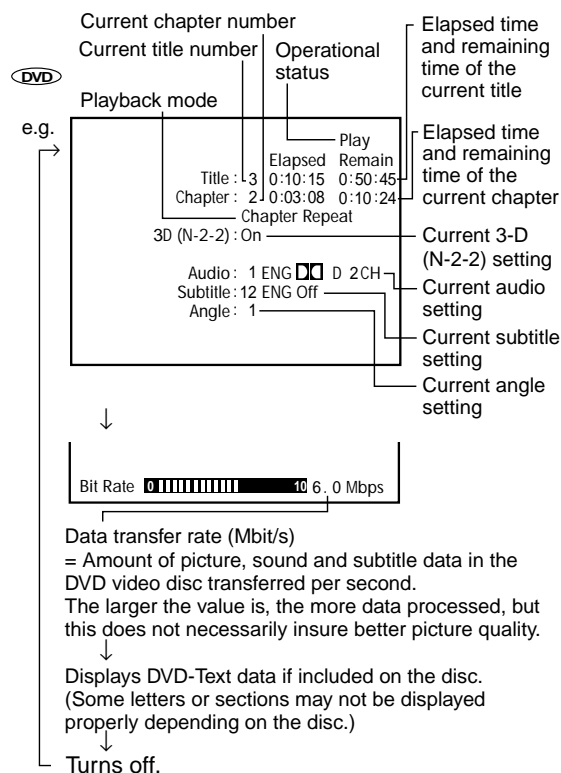 Current chapter number
Current title number
Operational
status
Elapsed time
and remaining
time of the
current title
DVD
Playback mode
e.g.
Play
Elapsed Remain
Title : 3 0:10:15 0:50:45
Chapter : 2 0:03:08 0:10:24
Chapter Repeat
3D (N-2-2) : On
Audio : 1 ENG D 2CH
Subtitle : 12 ENG Off
Angle : 1
Elapsed time
and remaining
time of the
current chapter
Current 3-D
(N-2-2) setting
Current audio
setting
Current subtitle
setting
Current angle
setting
Bit Rate 0 10 6.0 Mbps
Data transfer rate (Mbit/s)
= Amount of picture, sound and subtitle data in the
DVD video disc transferred per second.
The larger the value is, the more data processed, but
this does not necessarily insure better picture quality.
Displays DVD-Text data if included on the disc.
(Some letters or sections may not be displayed
properly depending on the disc.)
Turns off.